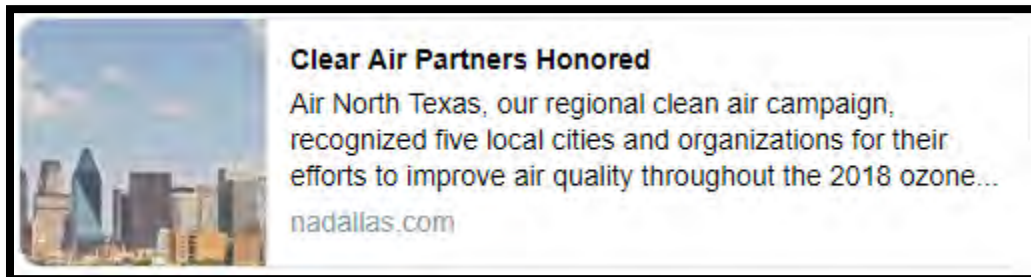 Clear Air Partners Honored
Air North Texas, our regional clean air campaign,
recognized five local cities and organizations for their
efforts to improve air quality throughout the 2018 ozone...
nadallas.com